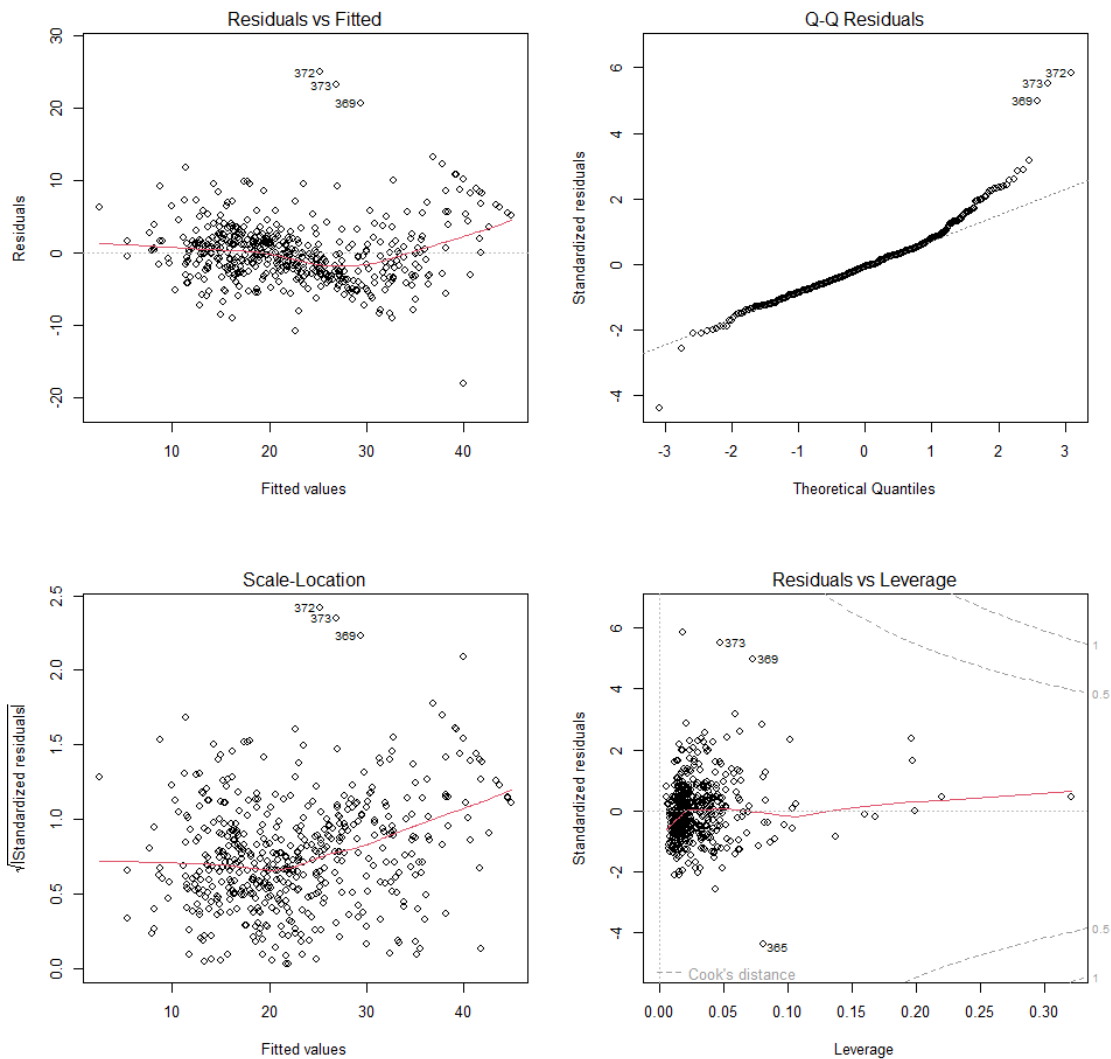 Residuals vs Fitted
Residuals
30
20
10
0
-10
-20
372
373
369
10 20 30 40
Fitted values
Q-Q Residuals
Standardized residuals
6
4
2
0
-2
-4
372
373
369
-3 -2 -1 0 1 2 3
Theoretical Quantiles
Scale-Location
√|Standardized residuals|
2.5
2.0
1.5
1.0
0.5
0.0
372
373
369
10 20 30 40
Fitted values
Residuals vs Leverage
Standardized residuals
6
4
2
0
-2
-4
373
369
365
1
0.5
0.5
1
Cook's distance
0.00 0.05 0.10 0.15 0.20 0.25 0.30
Leverage